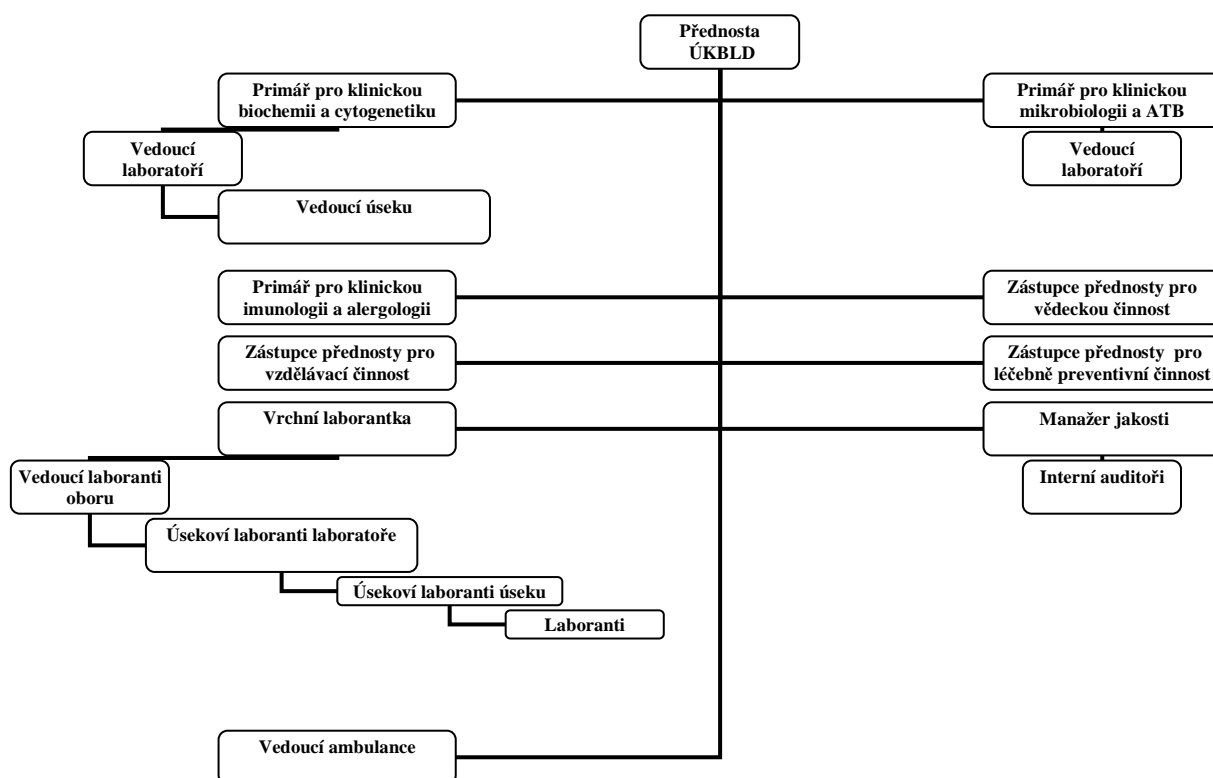 Přednosta
ÚKBLD
Primář pro klinickou
biochemii a cytogenetiku
Primář pro klinickou
mikrobiologii a ATB
Vedoucí
laboratoří
Vedoucí
laboratoří
Vedoucí úseku
Primář pro klinickou
imunologii a alergologii
Zástupce přednosty pro
vědeckou činnost
Zástupce přednosty pro
vzdělávací činnost
Zástupce přednosty pro
léčebně preventivní činnost
Vrchní laborantka
Manažer jakosti
Vedoucí laboranti
oboru
Interní auditoři
Úsekoví laboranti laboratoře
Úsekoví laboranti úseku
Laboranti
Vedoucí ambulance